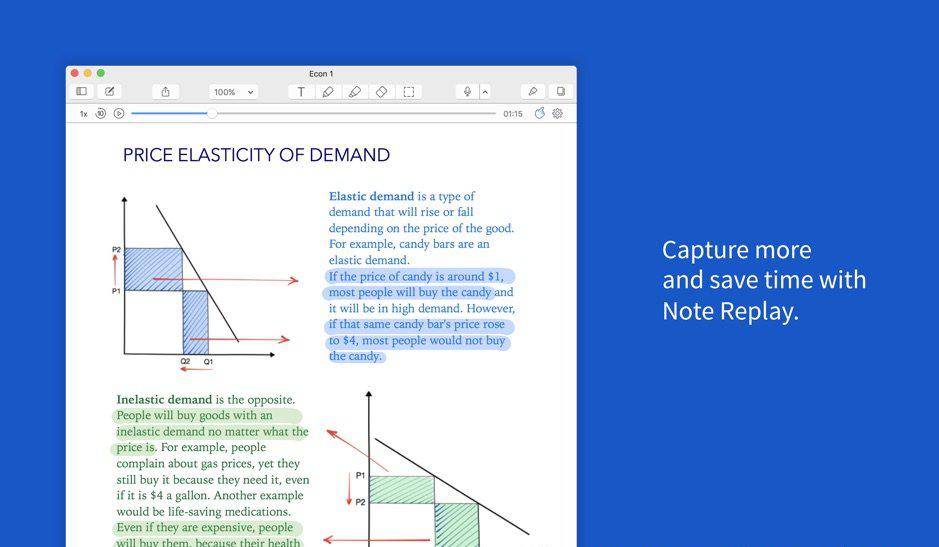 Econ 1
100%
T
1x
10
01:15
PRICE ELASTICITY OF DEMAND
P2
P1
Q2 Q1
Elastic demand is a type of
demand that will rise or fall
depending on the price of the good.
For example, candy bars are an
elastic demand.
If the price of candy is around $1,
most people will buy the candy and
it will be in high demand. However,
if that same candy bar's price rose
to $4, most people would not buy
the candy.
Inelastic demand is the opposite.
People will buy goods with an
inelastic demand no matter what the
price is. For example, people
complain about gas prices, yet they
still buy it because they need it, even
if it is $4 a gallon. Another example
would be life-saving medications.
Even if they are expensive, people
will buy them, because their health
P1
P2
Capture more
and save time with
Note Replay.